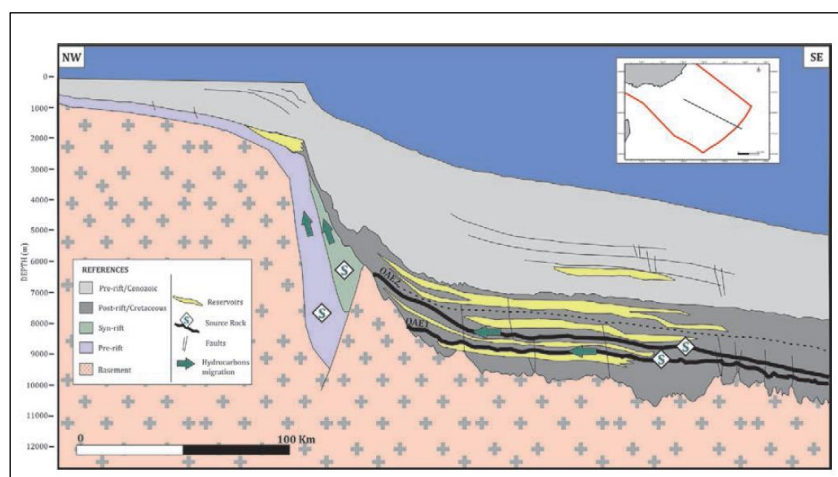 NW
SE
0
1000
2000
3000
4000
5000
6000
7000
8000
9000
10000
11000
12000
DEPTH (m)
REFERENCES
Pre-rift/Cenozoic
Post-rift/Cretaceous
Syn-rift
Pre-rift
Basement
Reservoirs
S
Source Rock
Faults
Hydrocarbons
migration
S
S
OAE2
OAE1
S
S
0
100 Km